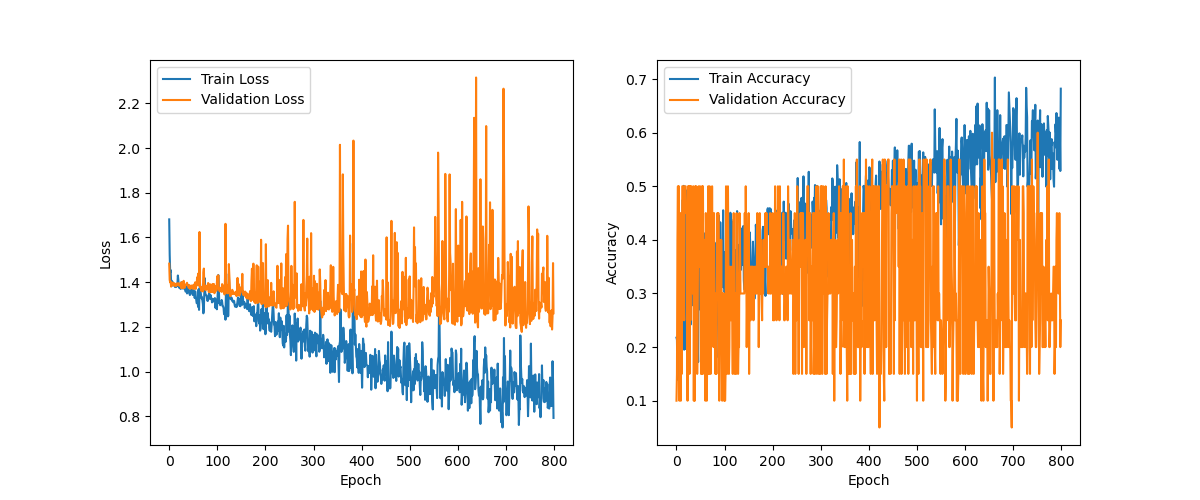 Train Loss
Validation Loss
2.2
2.0
1.8
1.6
1.4
1.2
1.0
0.8
Loss
0 100 200 300 400 500 600 700 800
Epoch
Train Accuracy
Validation Accuracy
0.7
0.6
0.5
0.4
0.3
0.2
0.1
Accuracy
0 100 200 300 400 500 600 700 800
Epoch